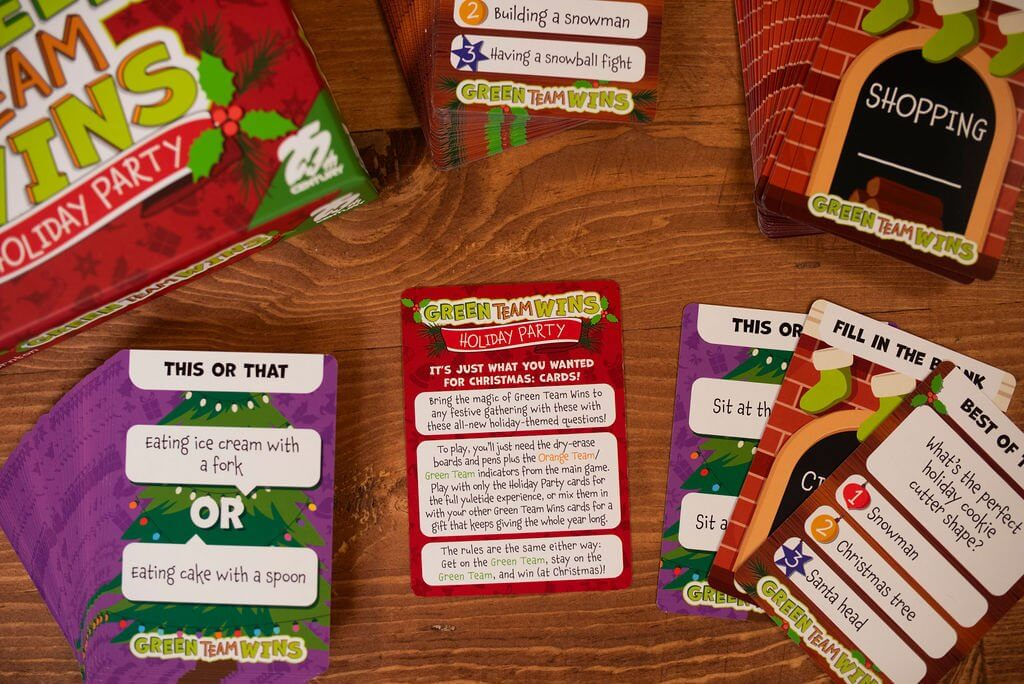 GREEN
TEAM
WINS
HOLIDAY PARTY
25th
CENTURY
GREEN TEAM WINS
2 Building a snowman
3 Having a snowball fight
GREEN TEAM WINS
SHOPPING
GREEN TEAM WINS
THIS OR THAT
Eating ice cream with
a fork
OR
Eating cake with a spoon
GREEN TEAM WINS
GREEN TEAM WINS
HOLIDAY PARTY
IT'S JUST WHAT YOU WANTED
FOR CHRISTMAS: CARDS!
Bring the magic of Green Team Wins to
any festive gathering with these with
these all-new holiday-themed questions!
To play, you'll just need the dry-erase
boards and pens plus the Orange Team/
Green Team indicators from the main game.
Play with only the Holiday Party cards for
the full yuletide experience, or mix them in
with your other Green Team Wins cards for a
gift that keeps giving the whole year long.
The rules are the same either way:
Get on the Green Team, stay on the
Green Team, and win (at Christmas)!
THIS OR
Sit at th
Sit a
GREEN
FILL IN THE BLANK
BEST OF T
What's the perfect
holiday cookie
cutter shape?
1 Snowman
2 Christmas tree
3 Santa head
GREEN TEAM WIN